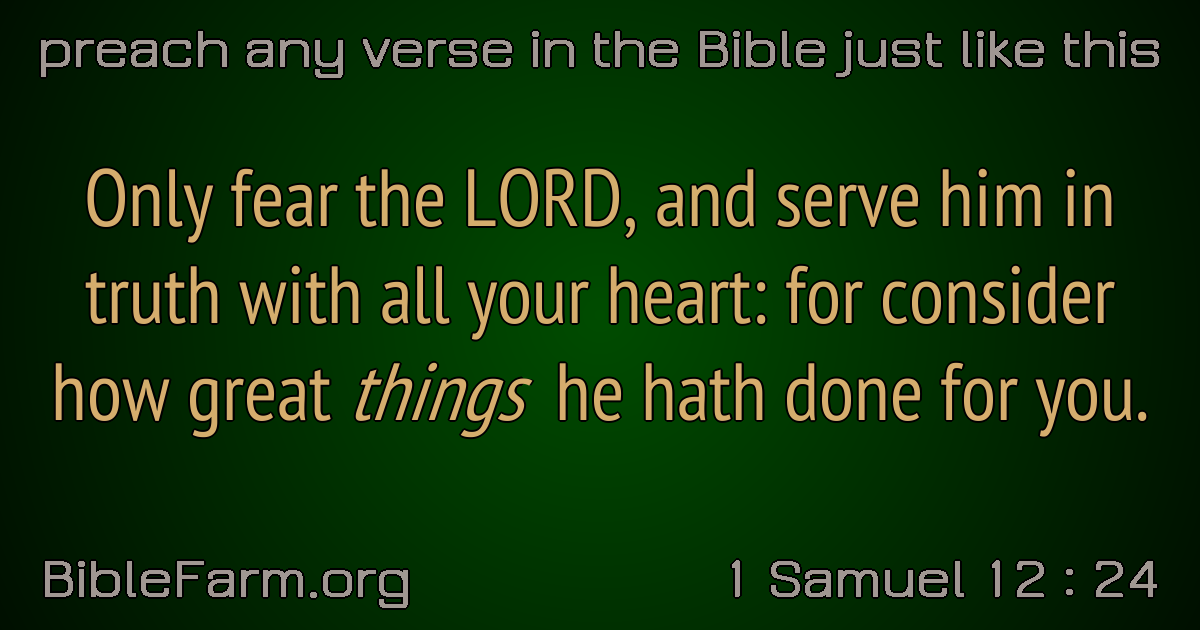 preach any verse in the Bible just like this
Only fear the LORD, and serve him in
truth with all your heart: for consider
how great things he hath done for you.
BibleFarm.org
1 Samuel 12 : 24